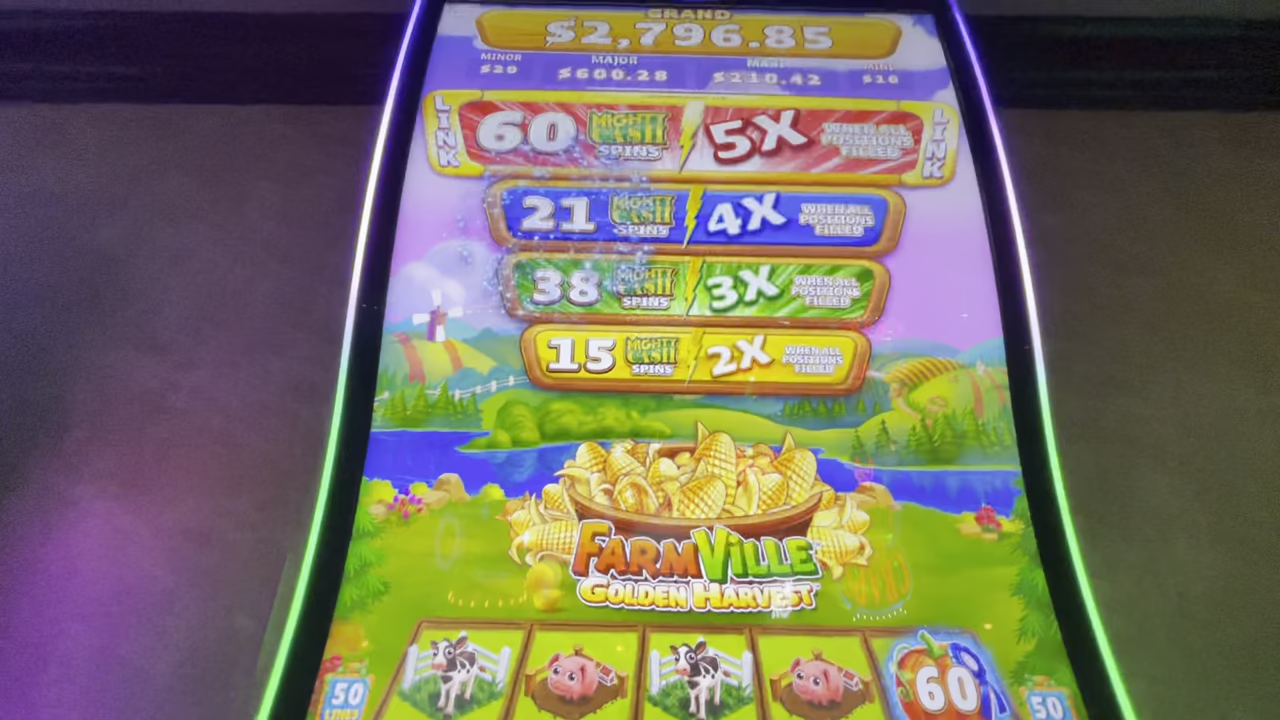 GRAND
$2,796.85
MINOR MAJOR MAXI MINI
$20 $600.28 $210.42 $10
LINK 60 MIGHTY CASH SPINS 5X WHEN ALL POSITIONS FILLED LINK
21 MIGHTY CASH SPINS 4X WHEN ALL POSITIONS FILLED
38 MIGHTY CASH SPINS 3X WHEN ALL POSITIONS FILLED
15 MIGHTY CASH SPINS 2X WHEN ALL POSITIONS FILLED
FARMVILLE
GOLDEN HARVEST
50 LINES
60
50